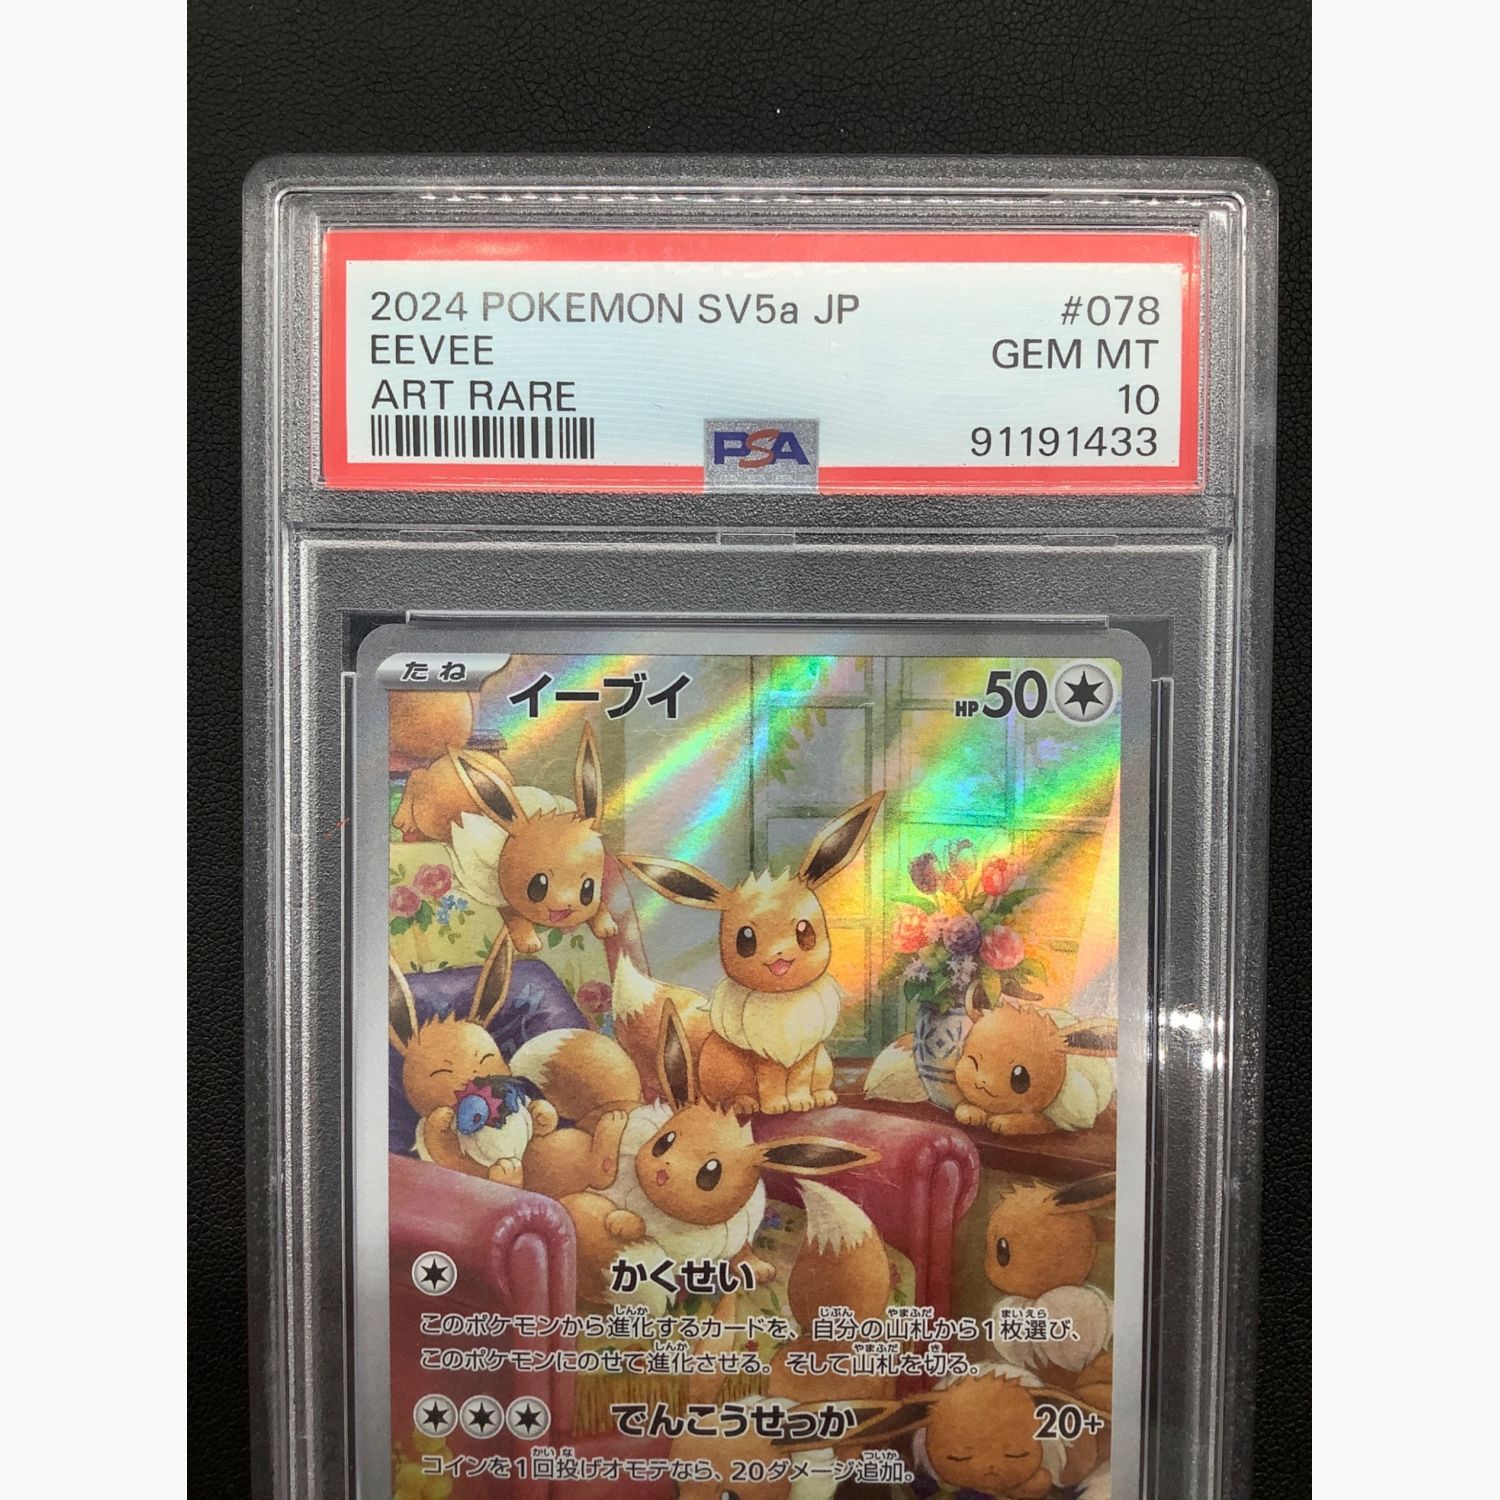 2024 POKEMON SV5a JP #078
EEVEE GEM MT
ART RARE 10
91191433
PSA
たね イーブイ HP50
かくせい
このポケモンから進化するカードを、自分の山札から1枚選び、
このポケモンにのせて進化させる。そして山札を切る。
でんこうせっか 20+
コインを1回投げオモテなら、20ダメージ追加。